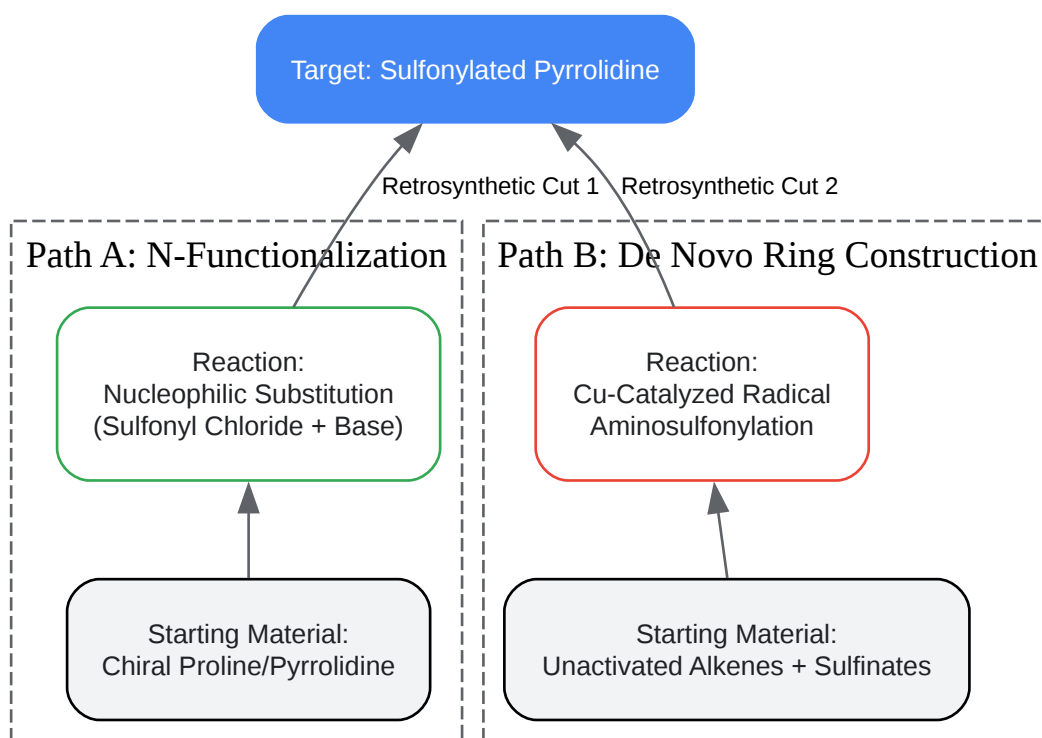 Target: Sulfonylated Pyrrolidine
Retrosynthetic Cut 1
Retrosynthetic Cut 2
Path A: N-Functionalization
Path B: De Novo Ring Construction
Reaction:
Nucleophilic Substitution
(Sulfonyl Chloride + Base)
Reaction:
Cu-Catalyzed Radical
Aminosulfonylation
Starting Material:
Chiral Proline/Pyrrolidine
Starting Material:
Unactivated Alkenes + Sulfinates